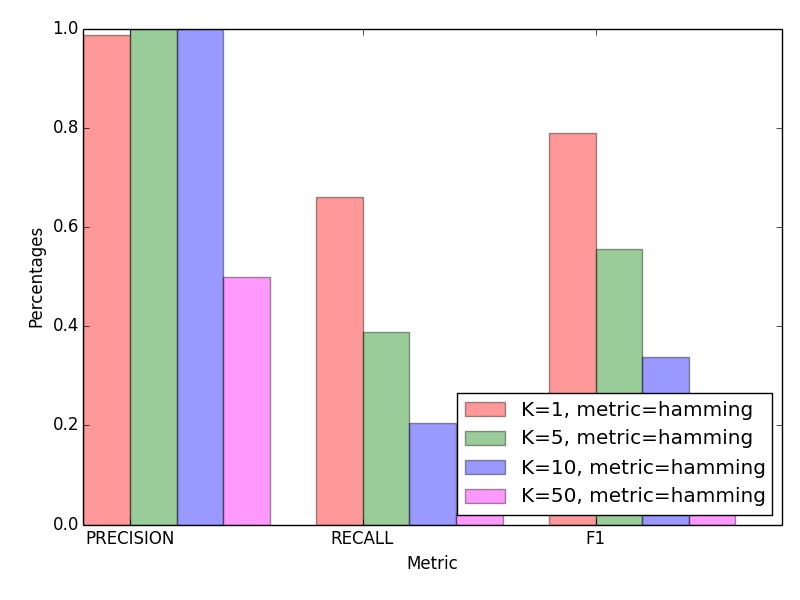 1.0
0.8
0.6
0.4
0.2
0.0
Percentages
K=1, metric=hamming
K=5, metric=hamming
K=10, metric=hamming
K=50, metric=hamming
PRECISION RECALL F1
Metric